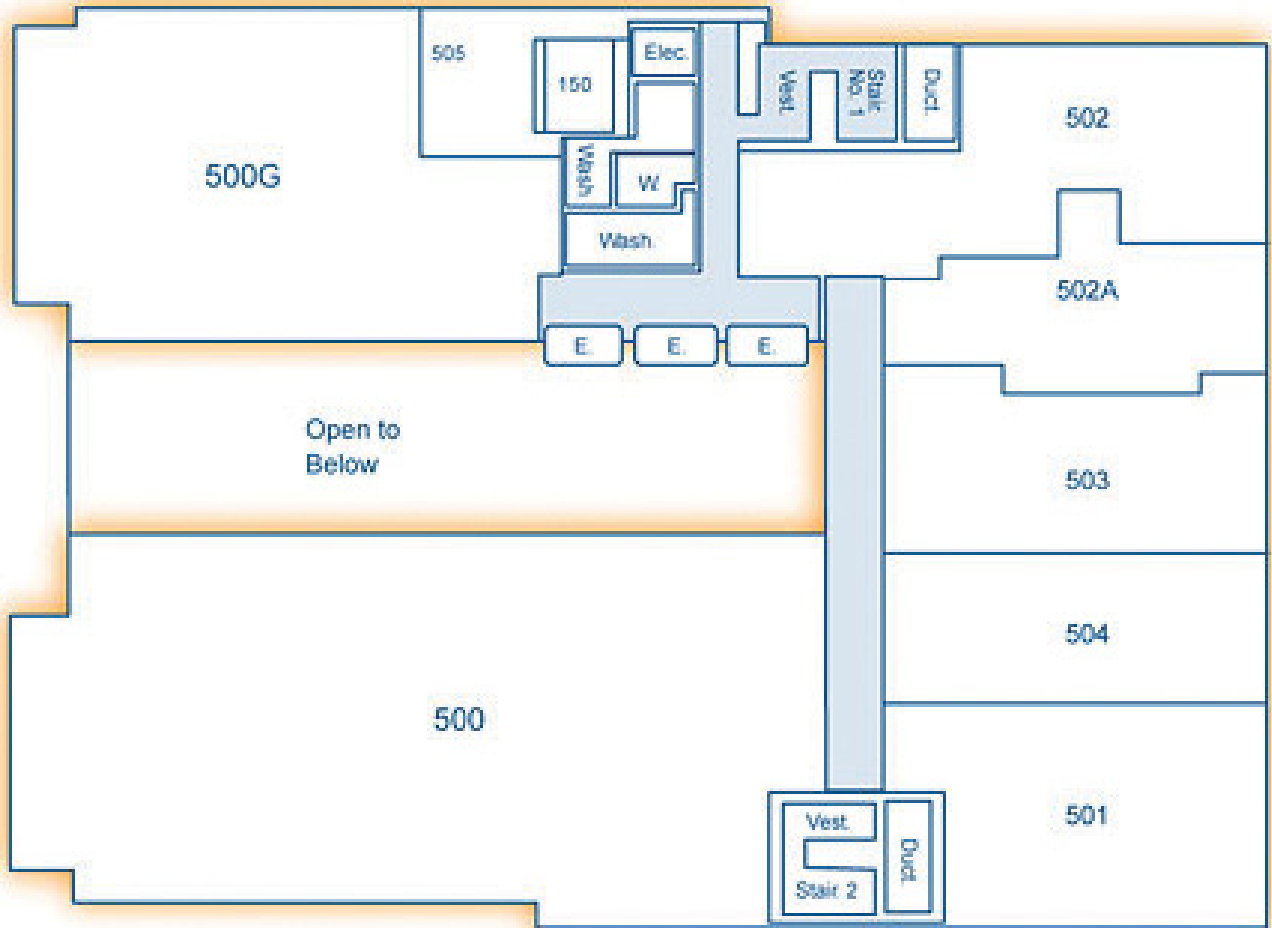 505
Elec.
150
Vest.
Stair
No. 1
Duct.
502
500G
Wash
W.
Wash.
502A
E.
E.
E.
Open to
Below
503
504
500
501
Vest.
Duct.
Stair 2